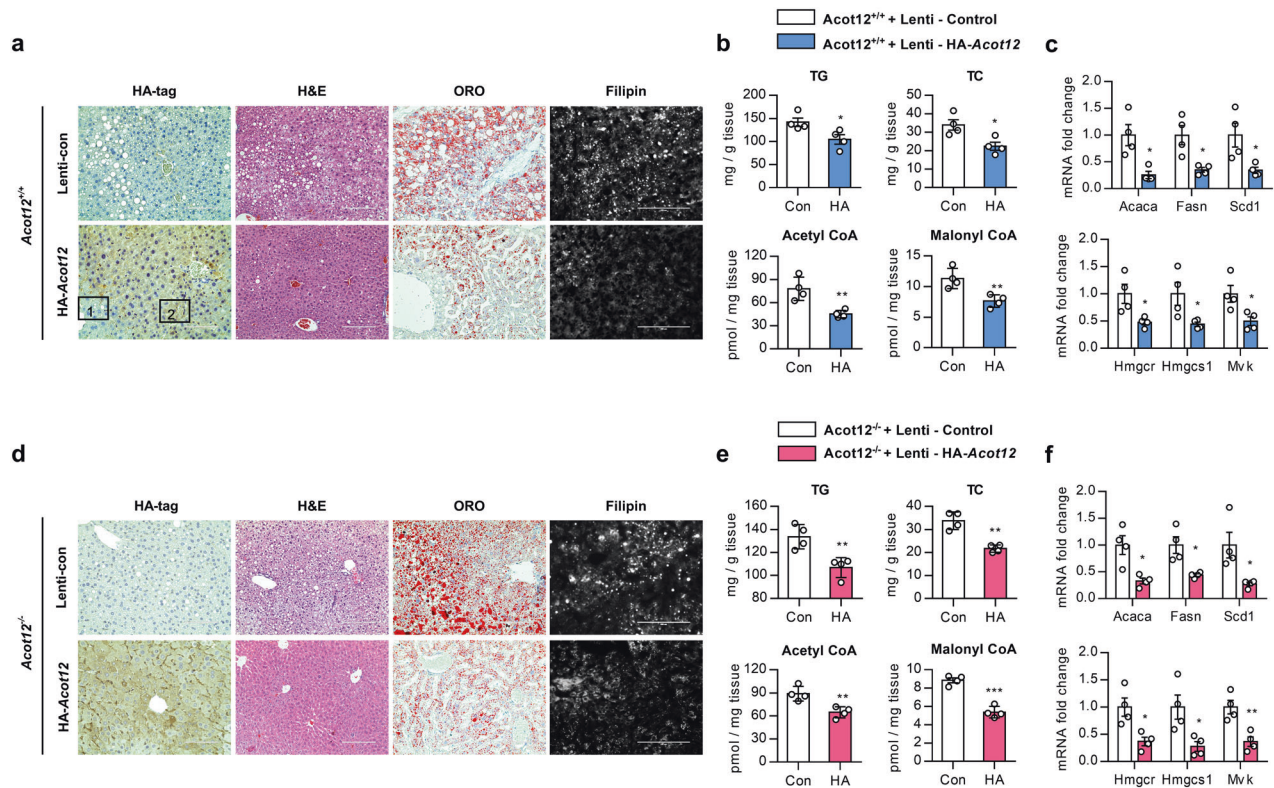 Acot12+/+ + Lenti - Control
Acot12+/+ + Lenti - HA-Acot12
a
HA-tag H&E ORO Filipin
Acot12+/+
Lenti-con
HA-Acot12
1 2
b
TG
mg / g tissue
200
150
100
50
0
*
Con HA
TC
mg / g tissue
50
40
30
20
10
0
*
Con HA
Acetyl CoA
pmol / mg tissue
120
90
60
30
0
**
Con HA
Malonyl CoA
pmol / mg tissue
15
10
5
0
**
Con HA
c
mRNA fold change
2.0
1.5
1.0
0.5
0.0
* * *
Acaca Fasn Scd1
mRNA fold change
2.0
1.5
1.0
0.5
0.0
* * *
Hmgcr Hmgcs1 Mvk
Acot12-/- + Lenti - Control
Acot12-/- + Lenti - HA-Acot12
d
HA-tag H&E ORO Filipin
Acot12-/-
Lenti-con
HA-Acot12
e
TG
mg / g tissue
160
140
120
100
80
**
Con HA
TC
mg / g tissue
40
30
20
10
0
**
Con HA
Acetyl CoA
pmol / mg tissue
120
90
60
30
0
**
Con HA
Malonyl CoA
pmol / mg tissue
10
8
6
4
2
0
***
Con HA
f
mRNA fold change
2.0
1.5
1.0
0.5
0.0
* * *
Acaca Fasn Scd1
mRNA fold change
2.0
1.5
1.0
0.5
0.0
* * **
Hmgcr Hmgcs1 Mvk